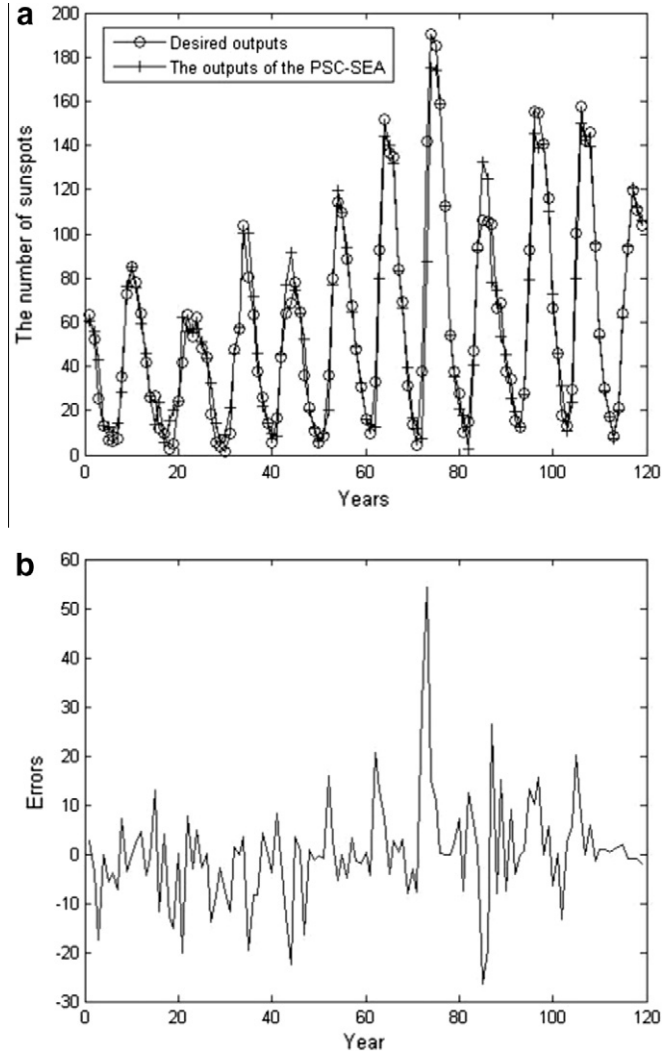 a
200
180
160
140
120
100
80
60
40
20
0
The number of sunspots
Desired outputs
The outputs of the PSC-SEA
0 20 40 60 80 100 120
Years
b
60
50
40
30
20
10
0
-10
-20
-30
Errors
0 20 40 60 80 100 120
Year